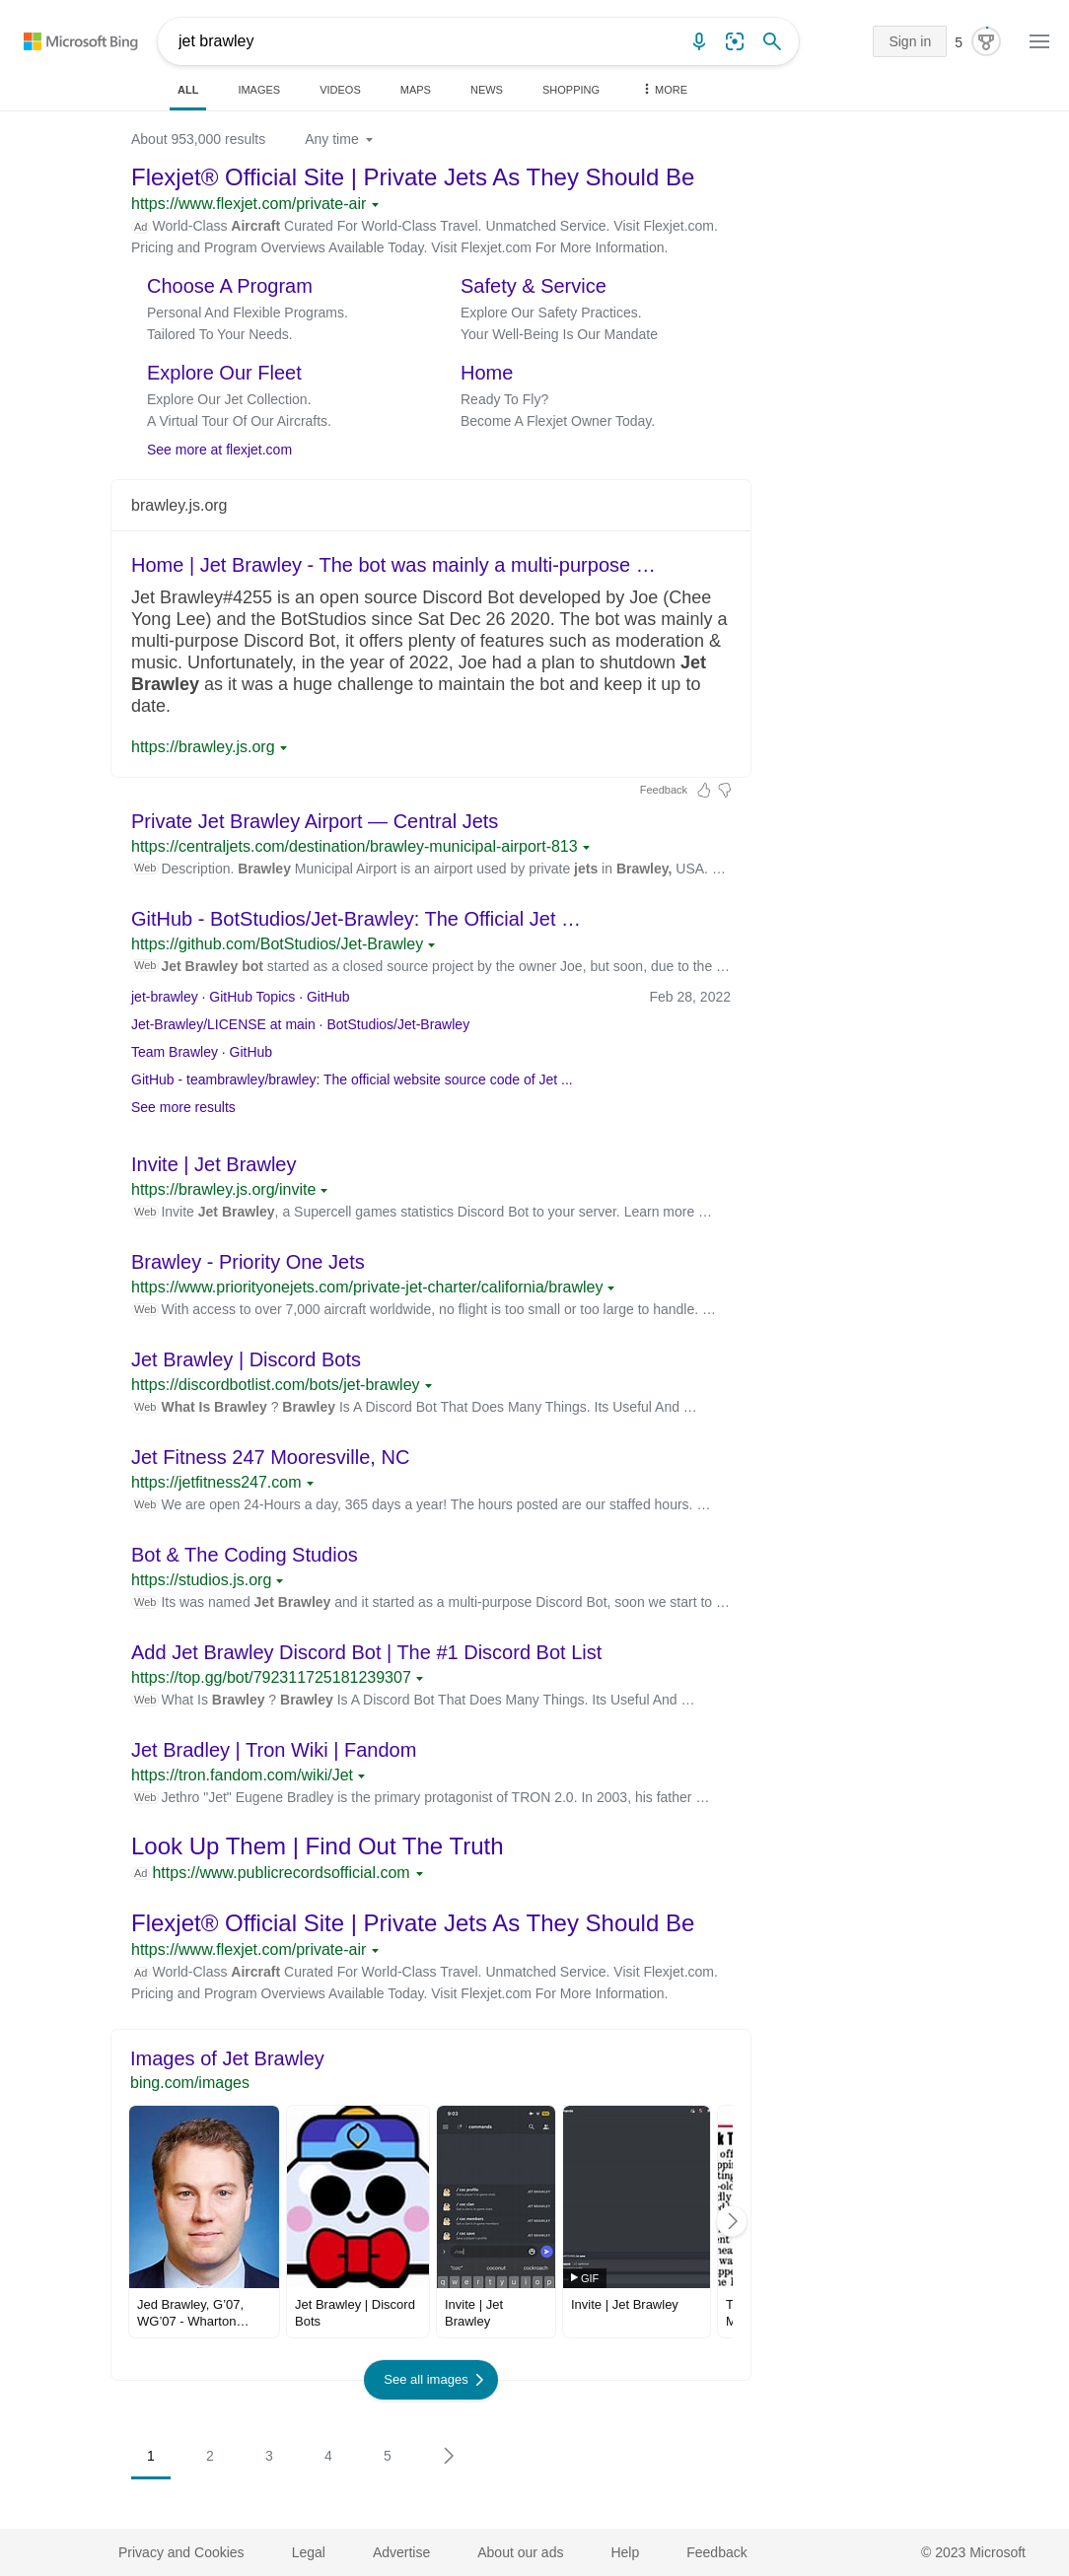 Microsoft Bing
jet brawley
Sign in
5
ALL
IMAGES
VIDEOS
MAPS
NEWS
SHOPPING
MORE
About 953,000 results
Any time
Flexjet® Official Site | Private Jets As They Should Be
https://www.flexjet.com/private-air
Ad World-Class Aircraft Curated For World-Class Travel. Unmatched Service. Visit Flexjet.com.
Pricing and Program Overviews Available Today. Visit Flexjet.com For More Information.
Choose A Program
Personal And Flexible Programs.
Tailored To Your Needs.
Safety & Service
Explore Our Safety Practices.
Your Well-Being Is Our Mandate
Explore Our Fleet
Explore Our Jet Collection.
A Virtual Tour Of Our Aircrafts.
Home
Ready To Fly?
Become A Flexjet Owner Today.
See more at flexjet.com
brawley.js.org
Home | Jet Brawley - The bot was mainly a multi-purpose …
Jet Brawley#4255 is an open source Discord Bot developed by Joe (Chee
Yong Lee) and the BotStudios since Sat Dec 26 2020. The bot was mainly a
multi-purpose Discord Bot, it offers plenty of features such as moderation &
music. Unfortunately, in the year of 2022, Joe had a plan to shutdown Jet
Brawley as it was a huge challenge to maintain the bot and keep it up to
date.
https://brawley.js.org
Feedback
Private Jet Brawley Airport — Central Jets
https://centraljets.com/destination/brawley-municipal-airport-813
Web Description. Brawley Municipal Airport is an airport used by private jets in Brawley, USA. …
GitHub - BotStudios/Jet-Brawley: The Official Jet …
https://github.com/BotStudios/Jet-Brawley
Web Jet Brawley bot started as a closed source project by the owner Joe, but soon, due to the …
jet-brawley · GitHub Topics · GitHub
Feb 28, 2022
Jet-Brawley/LICENSE at main · BotStudios/Jet-Brawley
Team Brawley · GitHub
GitHub - teambrawley/brawley: The official website source code of Jet ...
See more results
Invite | Jet Brawley
https://brawley.js.org/invite
Web Invite Jet Brawley, a Supercell games statistics Discord Bot to your server. Learn more …
Brawley - Priority One Jets
https://www.priorityonejets.com/private-jet-charter/california/brawley
Web With access to over 7,000 aircraft worldwide, no flight is too small or too large to handle. …
Jet Brawley | Discord Bots
https://discordbotlist.com/bots/jet-brawley
Web What Is Brawley ? Brawley Is A Discord Bot That Does Many Things. Its Useful And …
Jet Fitness 247 Mooresville, NC
https://jetfitness247.com
Web We are open 24-Hours a day, 365 days a year! The hours posted are our staffed hours. …
Bot & The Coding Studios
https://studios.js.org
Web Its was named Jet Brawley and it started as a multi-purpose Discord Bot, soon we start to …
Add Jet Brawley Discord Bot | The #1 Discord Bot List
https://top.gg/bot/792311725181239307
Web What Is Brawley ? Brawley Is A Discord Bot That Does Many Things. Its Useful And …
Jet Bradley | Tron Wiki | Fandom
https://tron.fandom.com/wiki/Jet
Web Jethro "Jet" Eugene Bradley is the primary protagonist of TRON 2.0. In 2003, his father …
Look Up Them | Find Out The Truth
Ad https://www.publicrecordsofficial.com
Flexjet® Official Site | Private Jets As They Should Be
https://www.flexjet.com/private-air
Ad World-Class Aircraft Curated For World-Class Travel. Unmatched Service. Visit Flexjet.com.
Pricing and Program Overviews Available Today. Visit Flexjet.com For More Information.
Images of Jet Brawley
bing.com/images
9:03
commands
GIF
Jed Brawley, G'07,
WG'07 - Wharton…
Jet Brawley | Discord
Bots
Invite | Jet
Brawley
Invite | Jet Brawley
See all images
1
2
3
4
5
Privacy and Cookies
Legal
Advertise
About our ads
Help
Feedback
© 2023 Microsoft